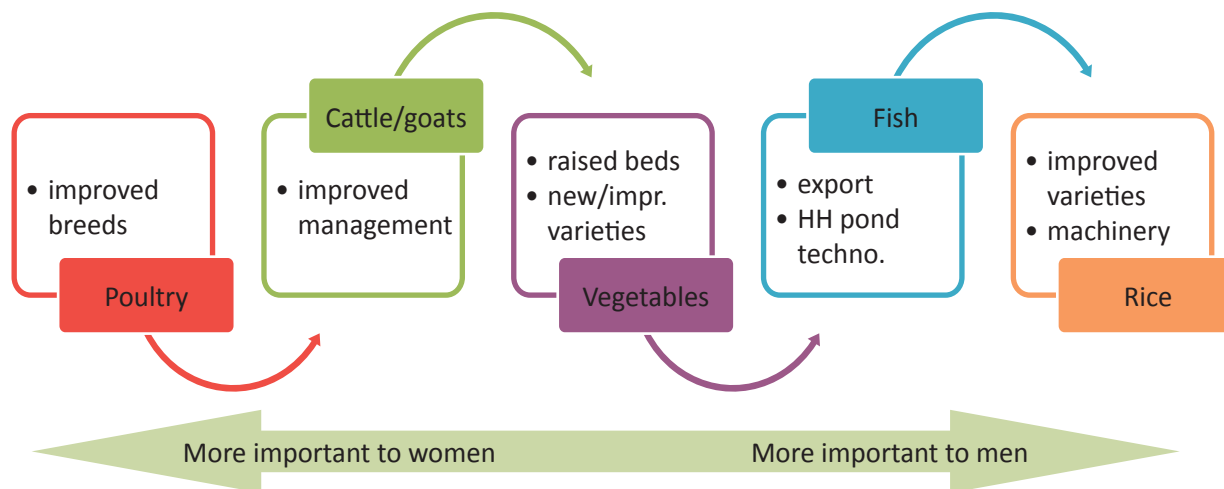 • improved
breeds
Poultry
Cattle/goats
• improved
management
• raised beds
• new/impr.
varieties
Vegetables
Fish
• export
• HH pond
techno.
• improved
varieties
• machinery
Rice
More important to women
More important to men